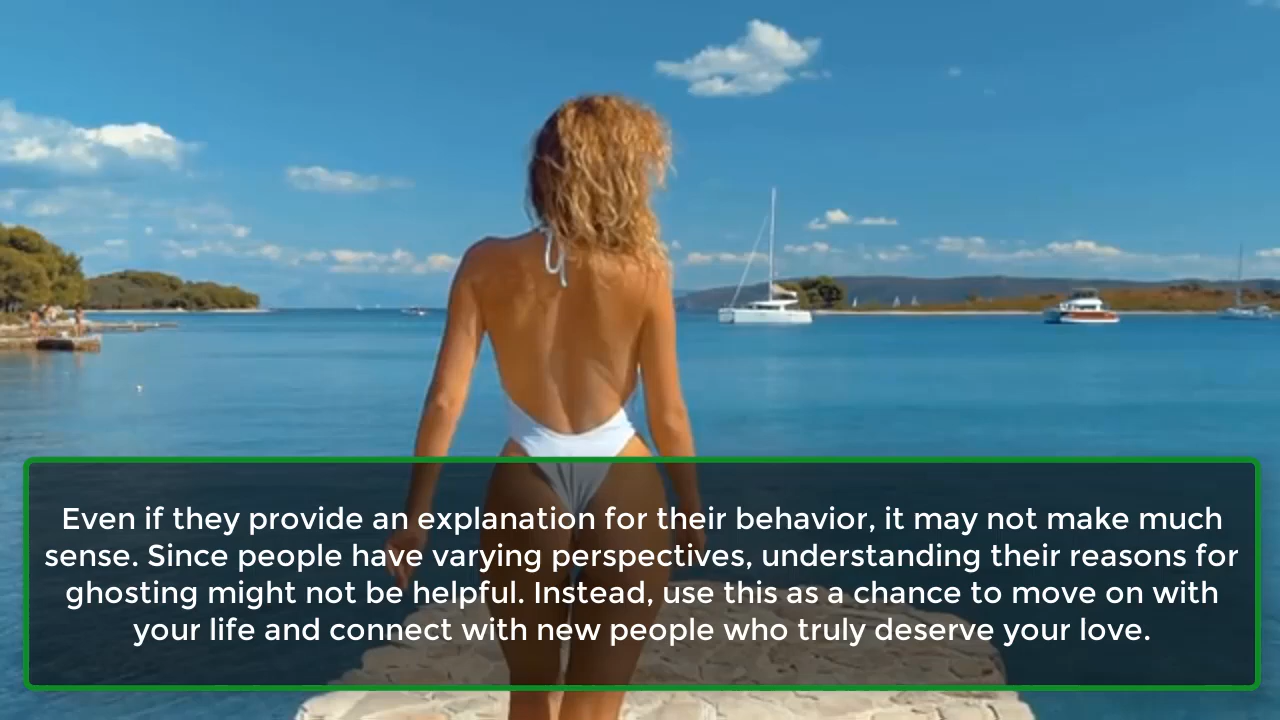 Even if they provide an explanation for their behavior, it may not make much
sense. Since people have varying perspectives, understanding their reasons for
ghosting might not be helpful. Instead, use this as a chance to move on with
your life and connect with new people who truly deserve your love.